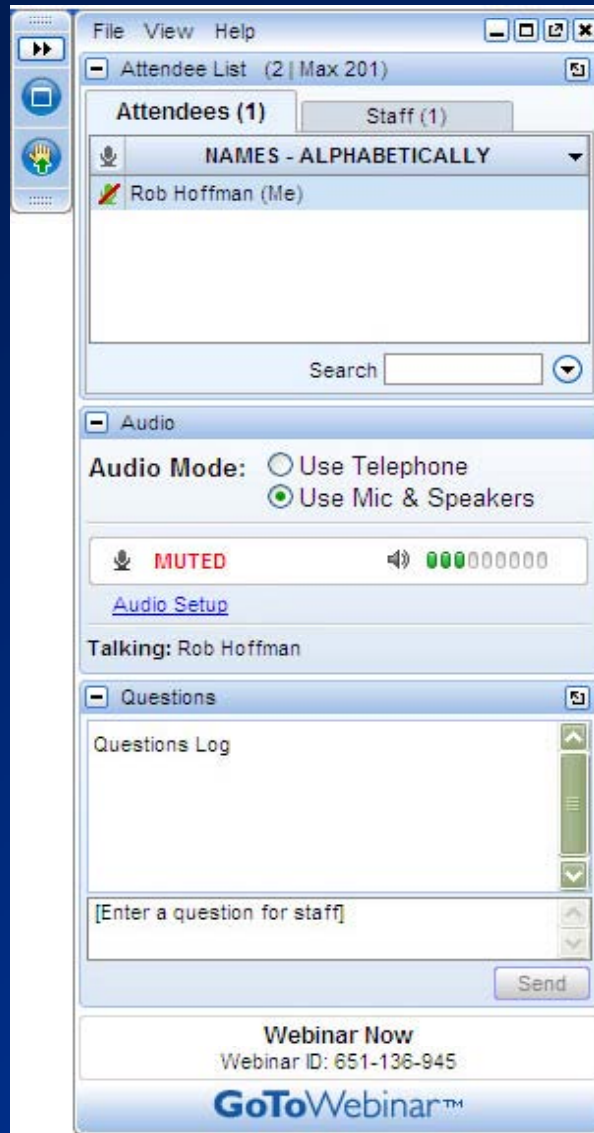 File View Help
Attendee List (2 | Max 201)
Attendees (1) Staff (1)
NAMES - ALPHABETICALLY
Rob Hoffman (Me)
Search
Audio
Audio Mode: Use Telephone
Use Mic & Speakers
MUTED
Audio Setup
Talking: Rob Hoffman
Questions
Questions Log
[Enter a question for staff]
Send
Webinar Now
Webinar ID: 651-136-945
GoToWebinar™